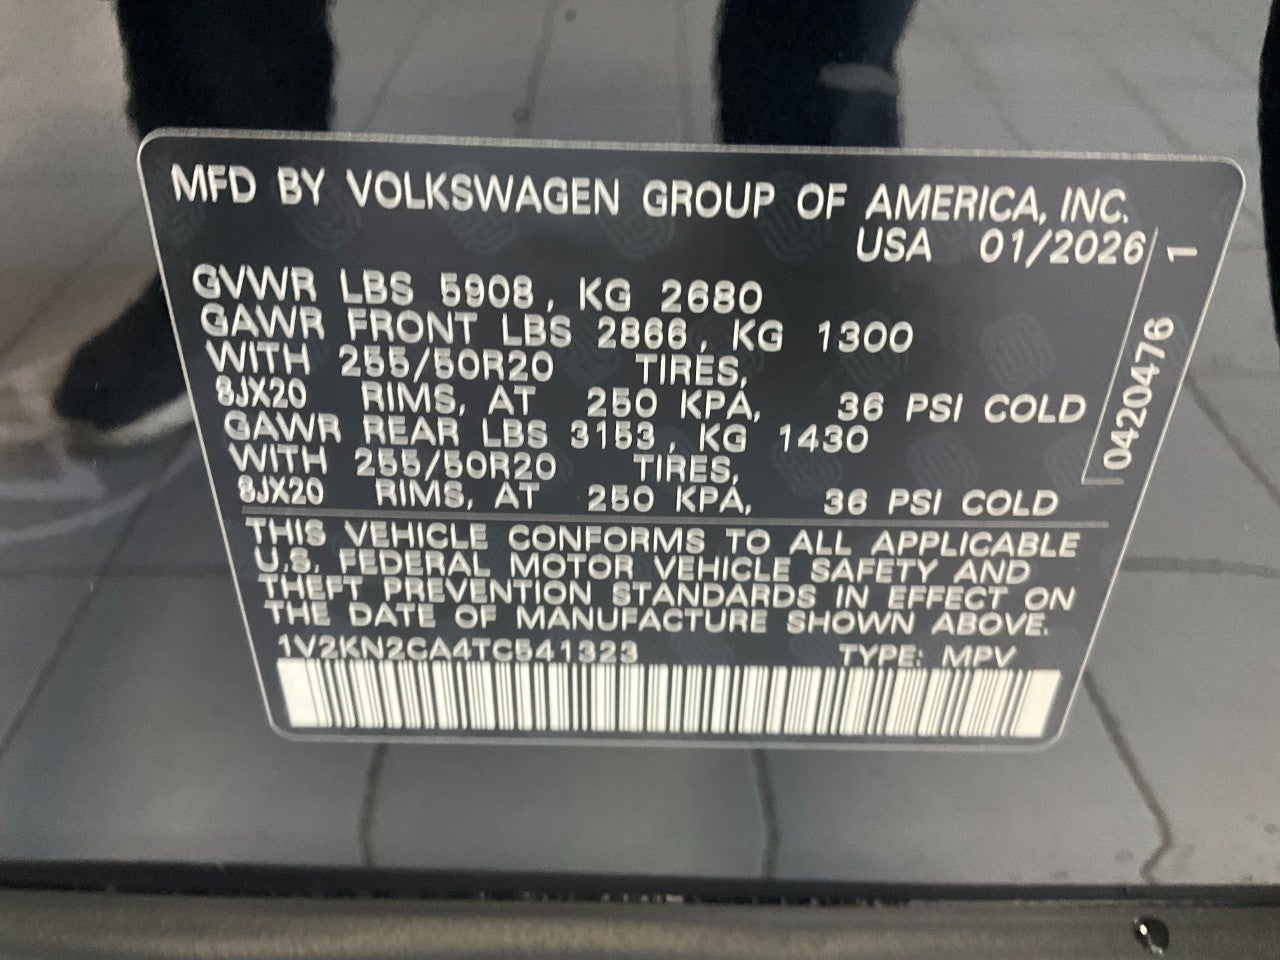 MFD BY VOLKSWAGEN GROUP OF AMERICA, INC.
USA 01/2026
GVWR LBS 5908, KG 2680
GAWR FRONT LBS 2866, KG 1300
WITH 255/50R20 TIRES,
8JX20 RIMS, AT 250 KPA, 36 PSI COLD
GAWR REAR LBS 3153, KG 1430
WITH 255/50R20 TIRES,
8JX20 RIMS, AT 250 KPA, 36 PSI COLD
THIS VEHICLE CONFORMS TO ALL APPLICABLE
U.S. FEDERAL MOTOR VEHICLE SAFETY AND
THEFT PREVENTION STANDARDS IN EFFECT ON
THE DATE OF MANUFACTURE SHOWN ABOVE.
1V2KN2CA4TC541323 TYPE: MPV
04204476 1